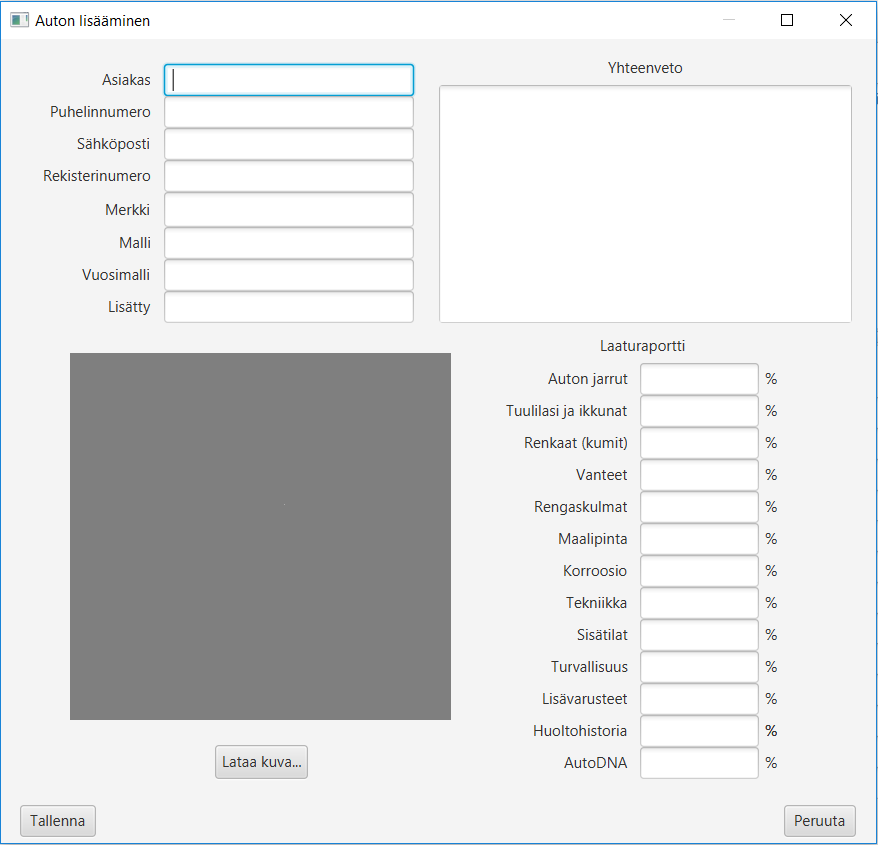 Auton lisääminen
Asiakas
Puhelinnumero
Sähköposti
Rekisterinumero
Merkki
Malli
Vuosimalli
Lisätty
Yhteenveto
Laaturaportti
Auton jarrut %
Tuulilasi ja ikkunat %
Renkaat (kumit) %
Vanteet %
Rengaskulmat %
Maalipinta %
Korroosio %
Tekniikka %
Sisätilat %
Turvallisuus %
Lisävarusteet %
Huoltohistoria %
AutoDNA %
Lataa kuva...
Tallenna
Peruuta